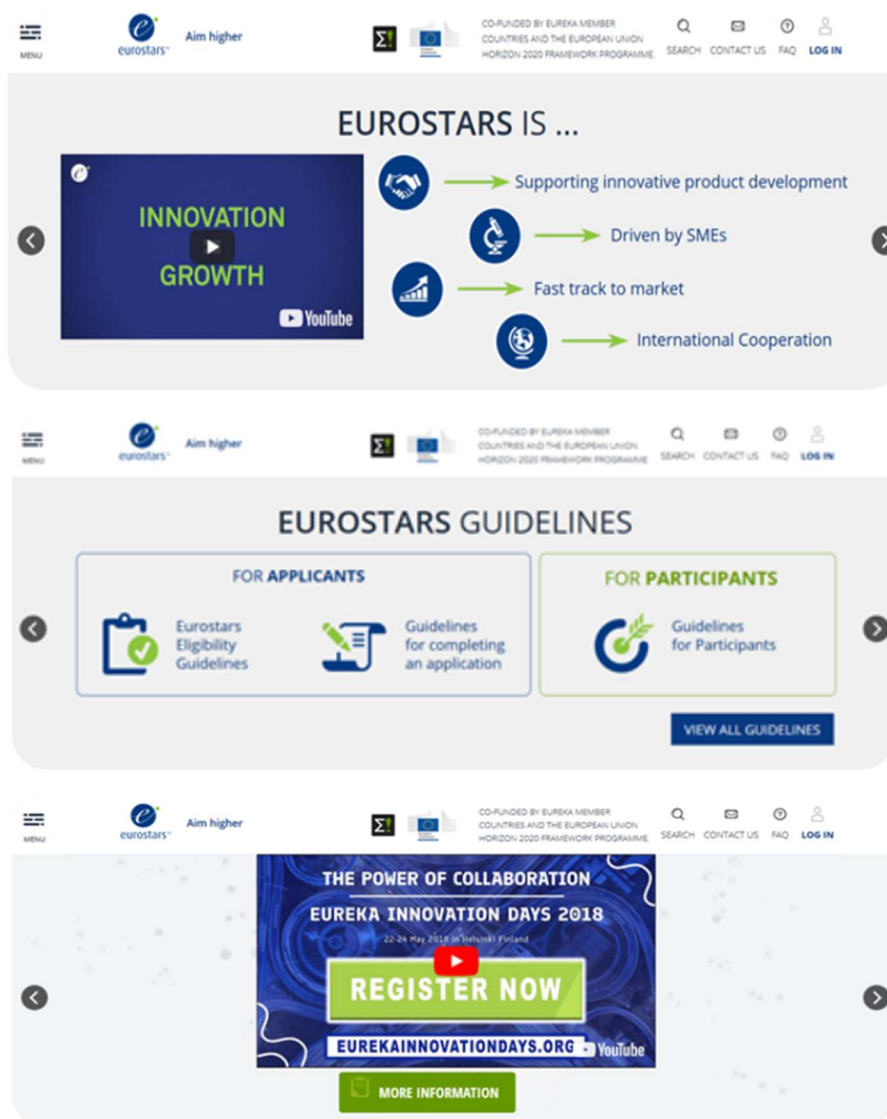 MENU
eurostars™
Aim higher
CO-FUNDED BY EUREKA MEMBER
COUNTRIES AND THE EUROPEAN UNION
HORIZON 2020 FRAMEWORK PROGRAMME.
SEARCH CONTACT US FAQ LOG IN
EUROSTARS IS ...
INNOVATION
GROWTH
YouTube
Supporting innovative product development
Driven by SMEs
Fast track to market
International Cooperation
MENU
eurostars™
Aim higher
CO-FUNDED BY EUREKA MEMBER
COUNTRIES AND THE EUROPEAN UNION
HORIZON 2020 FRAMEWORK PROGRAMME.
SEARCH CONTACT US FAQ LOG IN
EUROSTARS GUIDELINES
FOR APPLICANTS
Eurostars
Eligibility
Guidelines
Guidelines
for completing
an application
FOR PARTICIPANTS
Guidelines
for Participants
VIEW ALL GUIDELINES
MENU
eurostars™
Aim higher
CO-FUNDED BY EUREKA MEMBER
COUNTRIES AND THE EUROPEAN UNION
HORIZON 2020 FRAMEWORK PROGRAMME.
SEARCH CONTACT US FAQ LOG IN
THE POWER OF COLLABORATION
EUREKA INNOVATION DAYS 2018
22-24 May 2018 in Helsinki Finland
REGISTER NOW
EUREKAINNOVATIONDAYS.ORG
YouTube
MORE INFORMATION